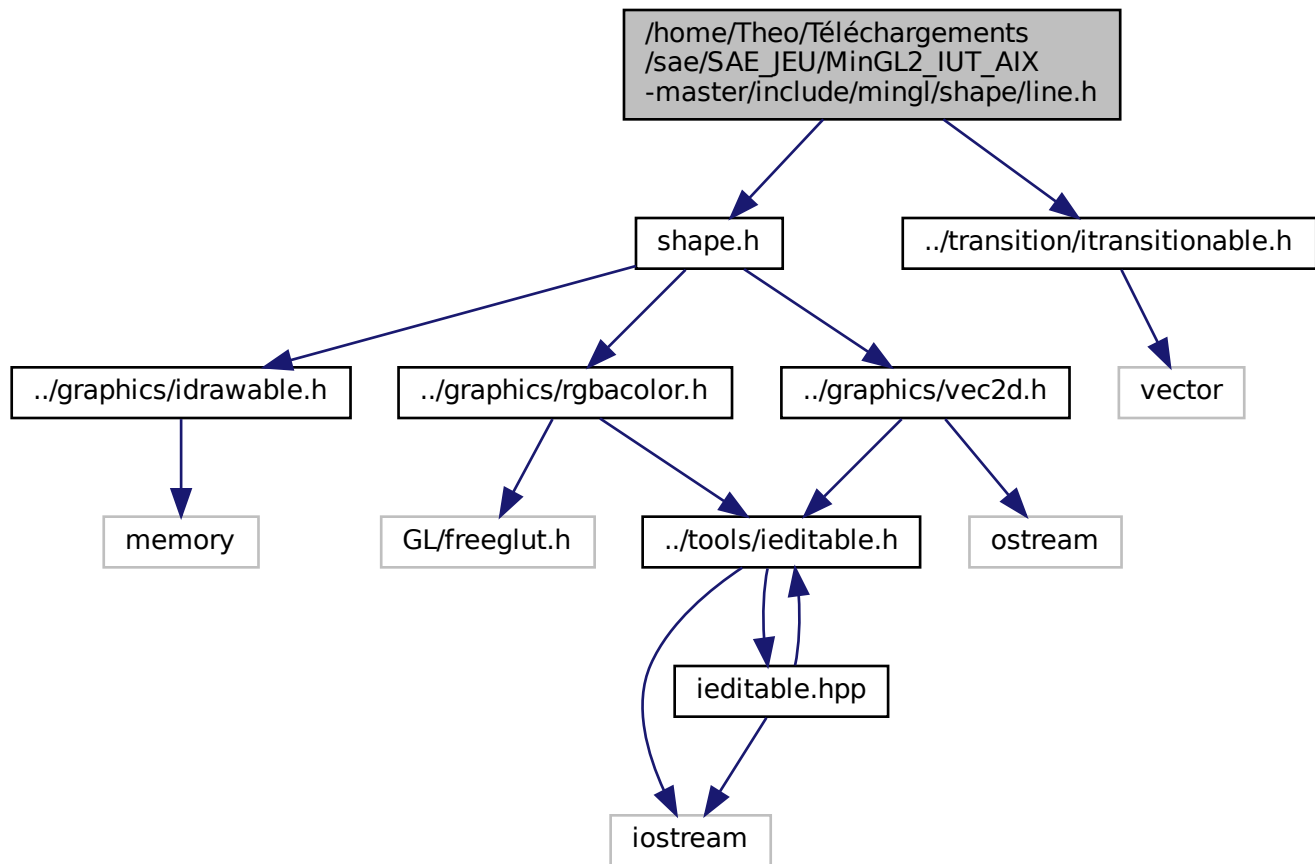 /home/Theo/Téléchargements
/sae/SAE_JEU/MinGL2_IUT_AIX
-master/include/mingl/shape/line.h
shape.h
../transition/itransitionable.h
../graphics/idrawable.h
../graphics/rgbacolor.h
../graphics/vec2d.h
vector
memory
GL/freeglut.h
../tools/ieditable.h
ostream
ieditable.hpp
iostream